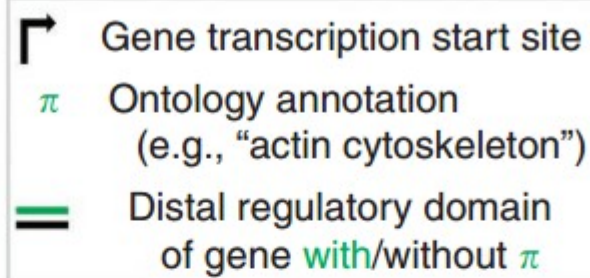 Gene transcription start site
π Ontology annotation
(e.g., “actin cytoskeleton”)
Distal regulatory domain
of gene with/without π